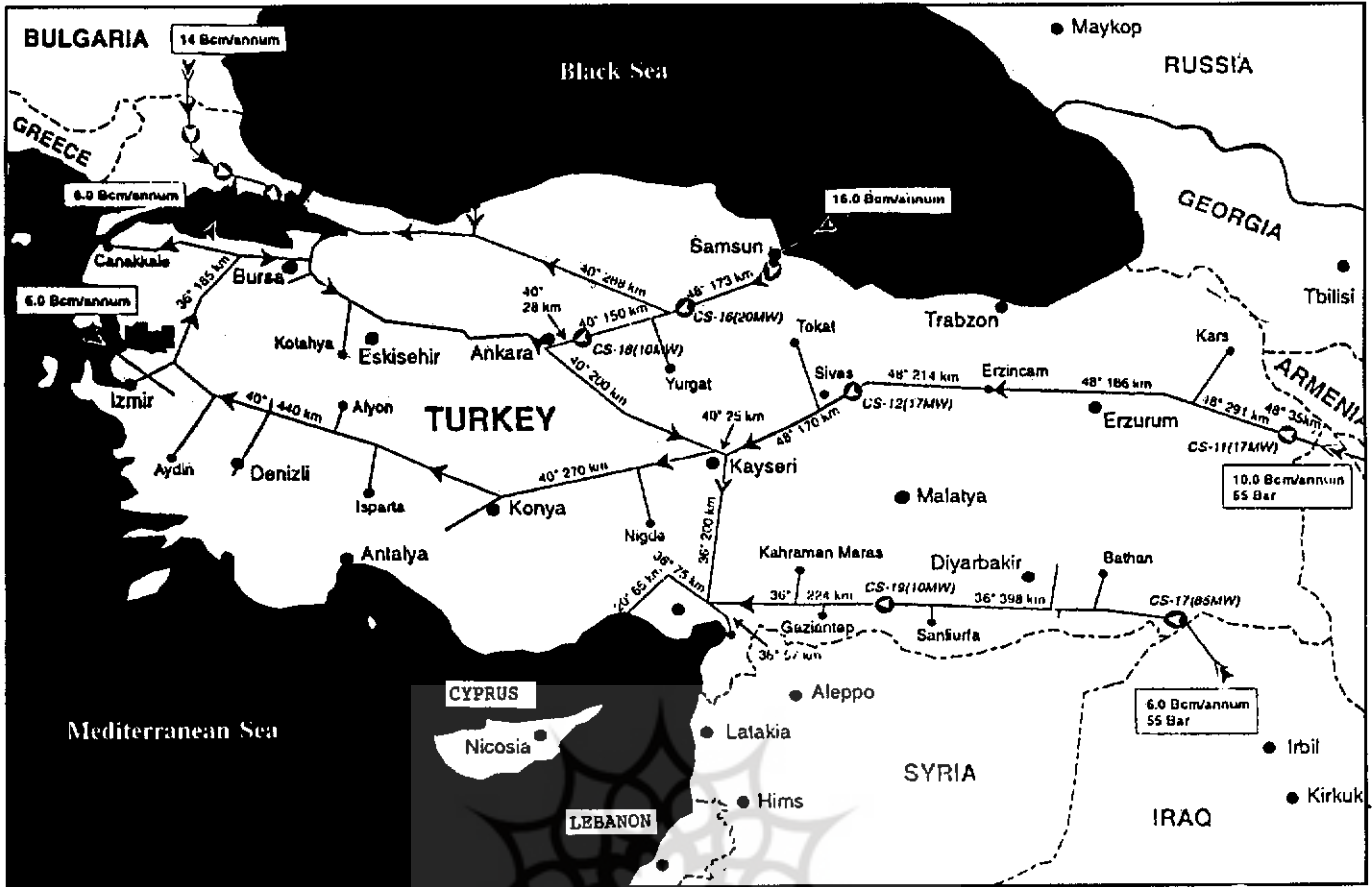 BULGARIA
14 Bcm/annum
Black Sea
Maykop
RUSSIA
GREECE
6.0 Bcm/annum
16.0 Bcm/annum
GEORGIA
Samsun
Canakkale
Bursa
36" 185 km
40" 288 km
48" 173 km
CS-16(20MW)
40" 28 km
40" 150 km
CS-18(10MW)
Tbilisi
6.0 Bcm/annum
Kotahya
Eskisehir
Ankara
Yurgat
Tokat
Trabzon
Kars
ARMENIA
Sivas
48" 214 km
Erzincam
48" 186 km
CS-12(17MW)
Erzurum
48" 291 km
48" 35km
CS-11(17MW)
Izmir
40" 440 km
Afyon
TURKEY
40" 200 km
40" 25 km
48" 170 km
Kayseri
10.0 Bcm/annum
55 Bar
Aydin
Denizli
Isparta
40" 270 km
Konya
Malatya
Nigde
36" 200 km
Antalya
Kahraman Maras
Diyarbakir
Bathan
36" 75 km
20" 65 km
36" 224 km
CS-19(10MW)
36" 398 km
CS-17(85MW)
Gaziantep
Sanliurfa
CYPRUS
Aleppo
6.0 Bcm/annum
55 Bar
Mediterranean Sea
Nicosia
Latakia
SYRIA
Irbil
Hims
LEBANON
IRAQ
Kirkuk